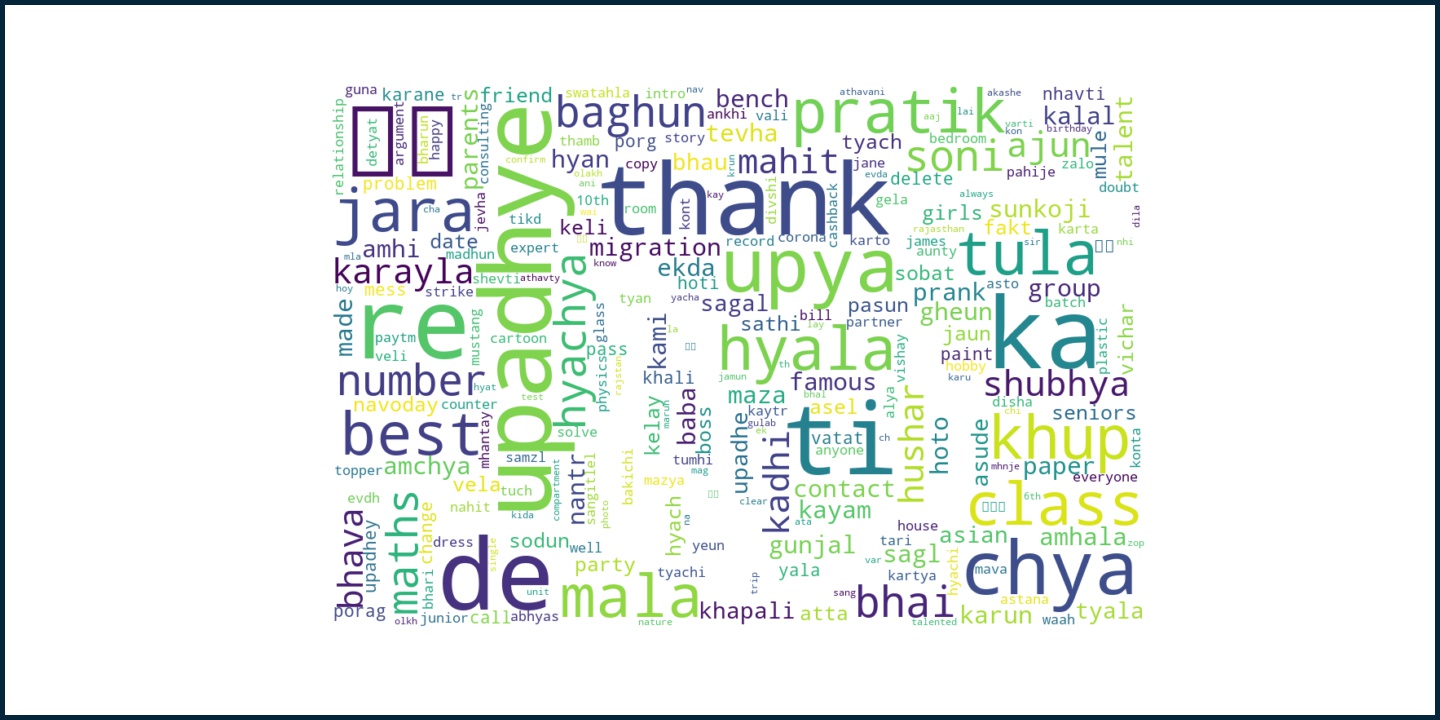 guna
karane
tr
friend
swatahla
intro
nav
bench
pratik
athavani
akashe
nhavti
relationship
detyat
argument
bharun
happy
parents
consulting
upadhye
baghun
ankhi
vali
tevha
aaj
lai
varti
kon
kalal
birthday
talent
thamb
porg
story
tyach
bedroom
soni
ajun
mule
confirm
hyan
copy
bhau
krun
mahit
jane
pahije
zalo
problem
olakh
ani
thank
evda
delete
doubt
jara
cha
jevha
10th
wai
room
kay
kont
divshi
cashback
gela
always
girls
sunkoji
dila
tikd
keli
rajasthan
fakt
karta
amhi
date
expert
migration
record
corona
karto
james
sir
tula
nhi
mla
madhun
know
aunty
karayla
shevti
athavty
hyachya
ekda
upya
sobat
hoy
mess
strike
hoti
prank
asto
group
made
re
tyan
yacha
sagal
pasun
gheun
ka
batch
paytm
mustang
cartoon
glass
kami
la
sathi
bill
lay
partner
jaun
plastic
vichar
veli
pass
hyala
vishay
paint
number
hyat
physics
rajstan
khali
jamun
th
famous
hobby
karu
shubhya
test
maza
bhal
navoday
counter
kelay
marun
baba
boss
kaytr
asel
alya
hushar
disha
chi
seniors
best
mhantay
solve
gulab
ek
upadhe
ti
vatat
anyone
ch
hoto
asude
khup
konta
topper
amchya
samzl
nantr
sangitlel
bakichi
tumhi
mag
kadhi
mhnje
paper
everyone
vela
tuch
compartment
mazya
contact
evdh
nahit
kida
photo
hyach
na
clear
kayam
ata
class
6th
bhava
upadhey
maths
change
house
asian
amhala
zop
dress
single
sodun
well
yeun
gunjal
tari
var
sagl
hyachi
chya
bhari
de
unit
party
tyachi
trip
yala
kartya
mava
porag
olkh
junior
call
abhyas
mala
nature
khapali
atta
sang
bhai
talented
karun
astana
waah
tyala